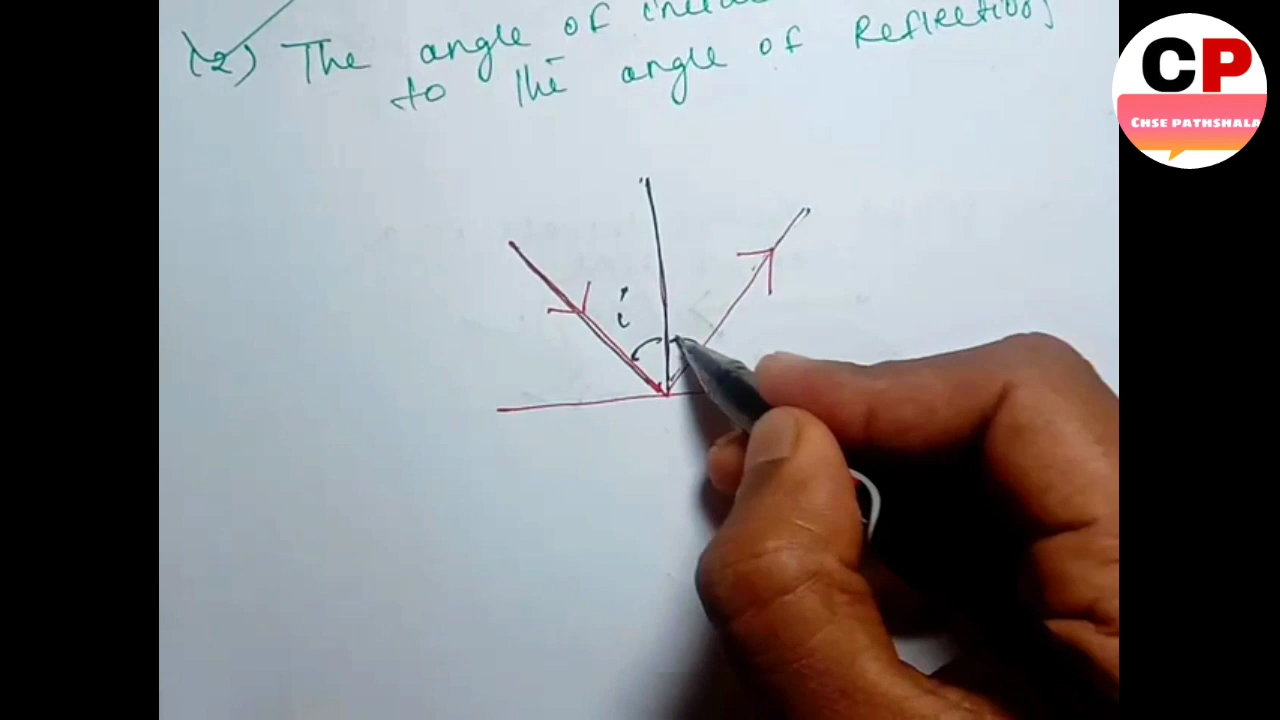 (2) The angle of
to the angle of Reflection,
i
CP
CHSE PATHSHALA